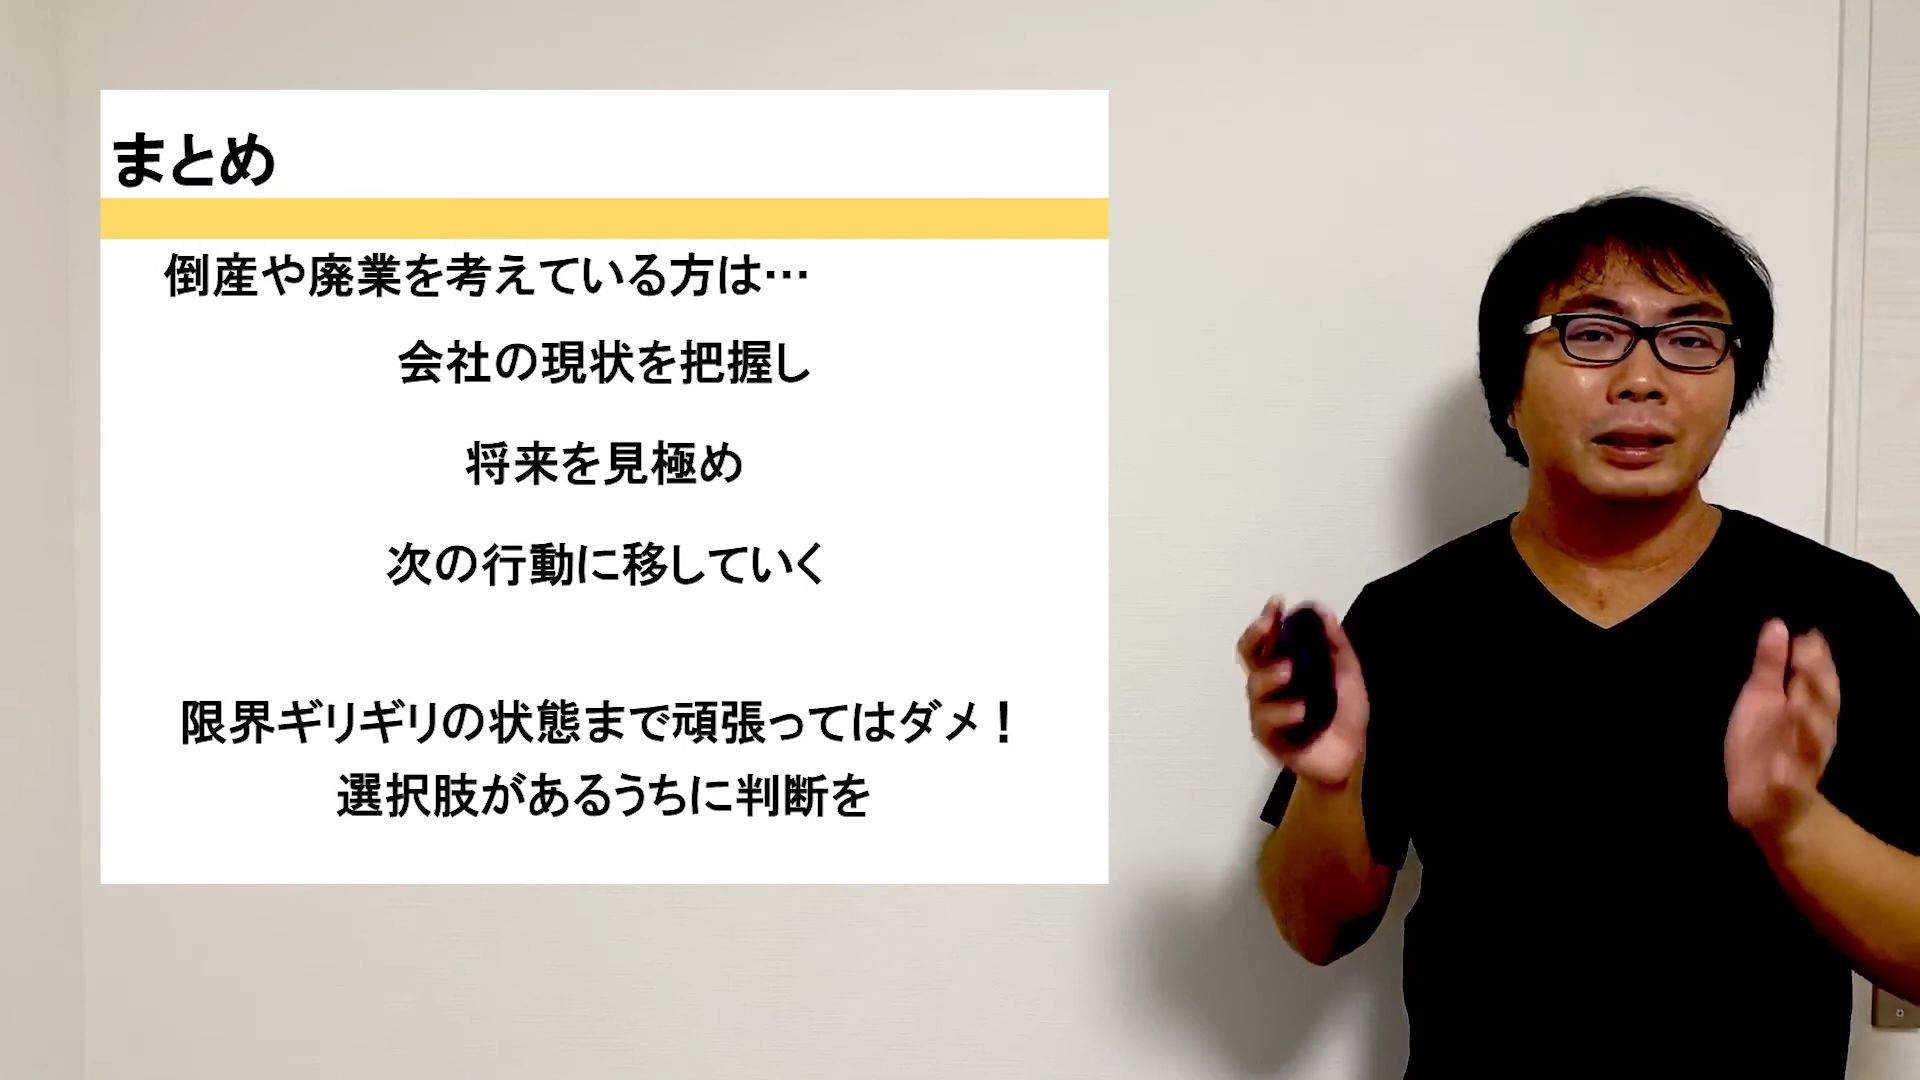 まとめ
倒産や廃業を考えている方は…
会社の現状を把握し
将来を見極め
次の行動に移していく
限界ギリギリの状態まで頑張ってはダメ！
選択肢があるうちに判断を